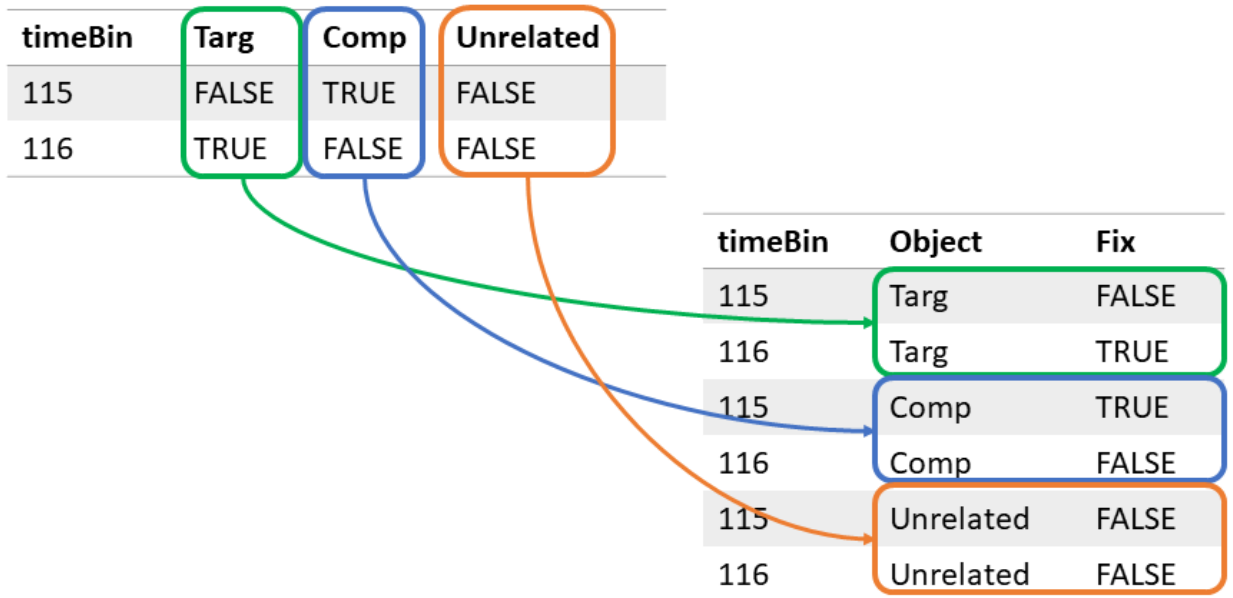 timeBin Targ Comp Unrelated
115 FALSE TRUE FALSE
116 TRUE FALSE FALSE
timeBin Object Fix
115 Targ FALSE
116 Targ TRUE
115 Comp TRUE
116 Comp FALSE
115 Unrelated FALSE
116 Unrelated FALSE